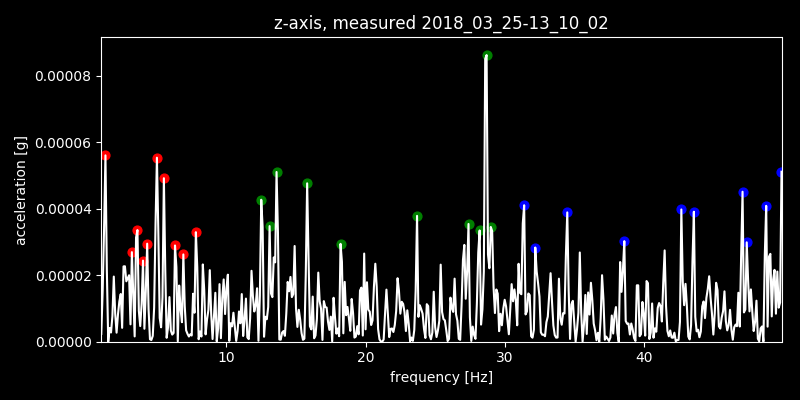 z-axis, measured 2018_03_25-13_10_02
acceleration [g]
0.00008
0.00006
0.00004
0.00002
0.00000
10 20 30 40
frequency [Hz]